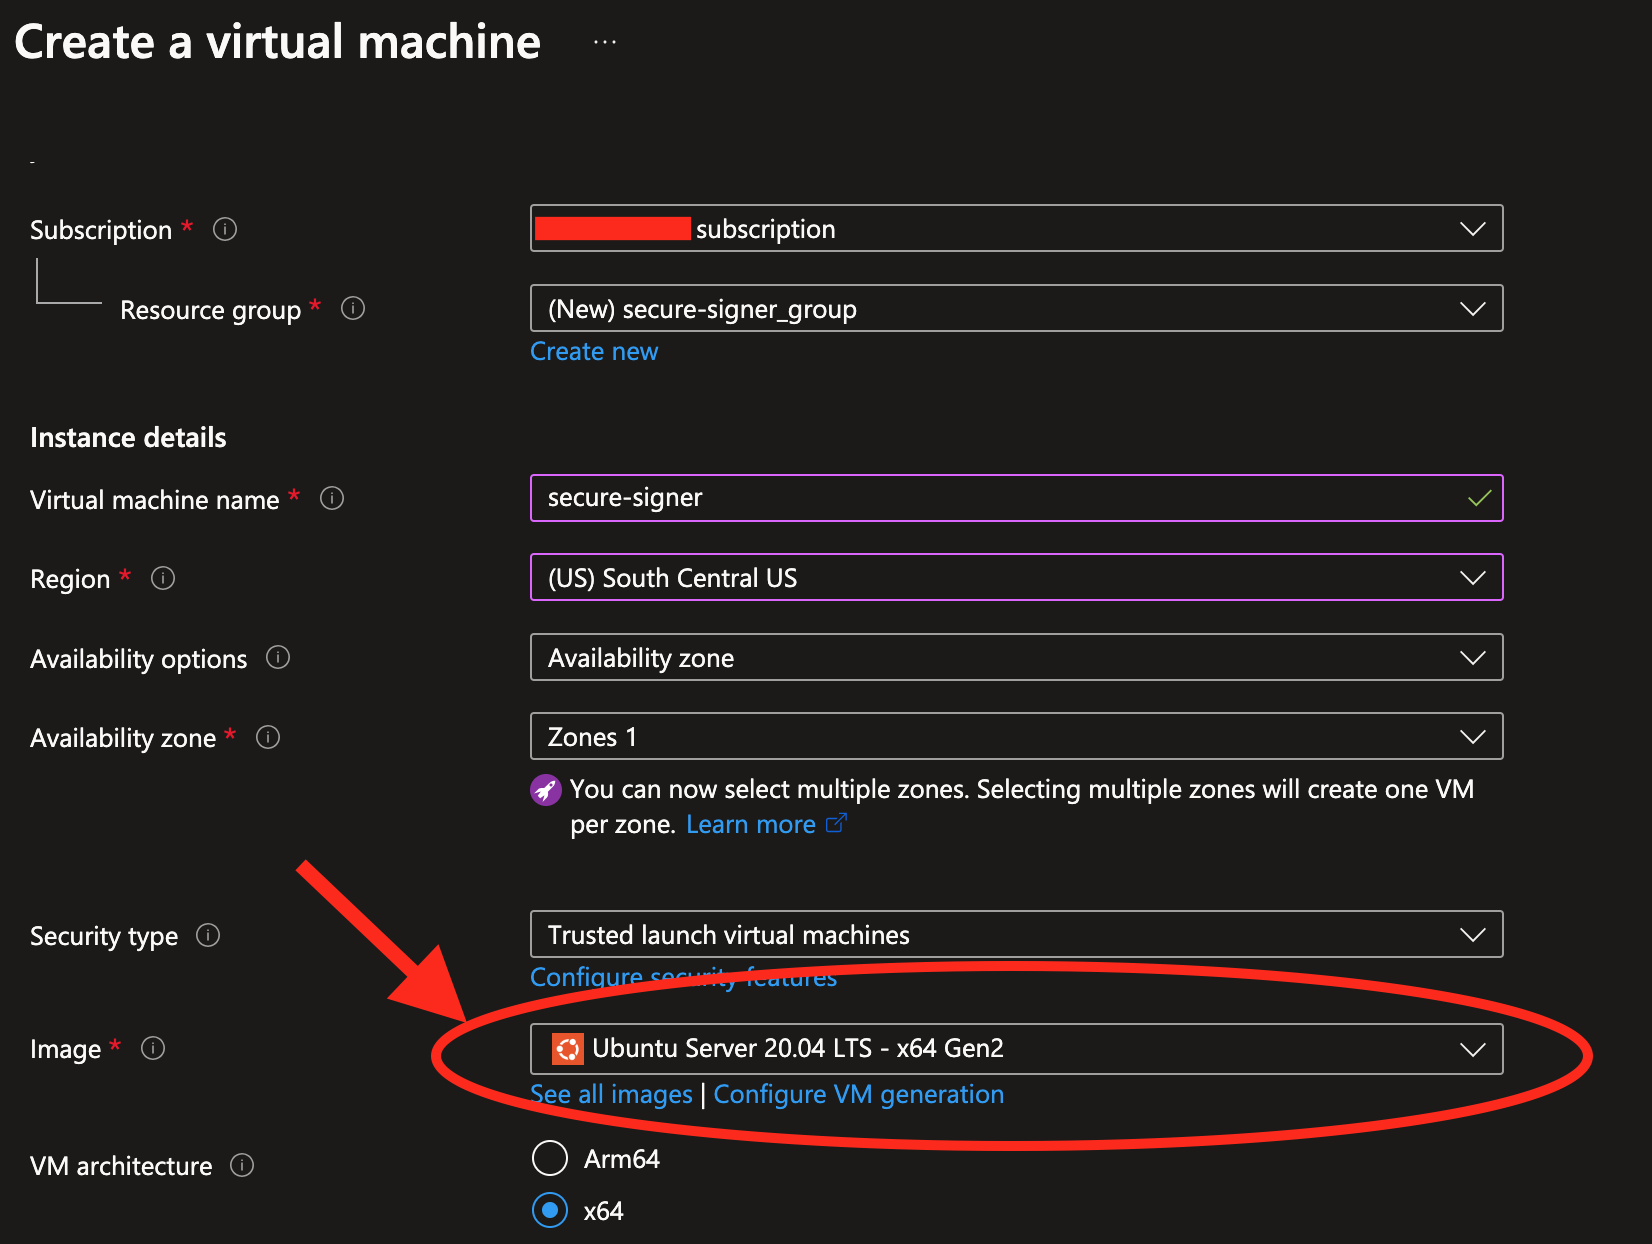 Create a virtual machine ...
Subscription *
subscription
Resource group *
(New) secure-signer_group
Create new
Instance details
Virtual machine name *
secure-signer
Region *
(US) South Central US
Availability options
Availability zone
Availability zone *
Zones 1
You can now select multiple zones. Selecting multiple zones will create one VM
per zone. Learn more
Security type
Trusted launch virtual machines
Configure security features
Image *
Ubuntu Server 20.04 LTS - x64 Gen2
See all images | Configure VM generation
VM architecture
Arm64
x64